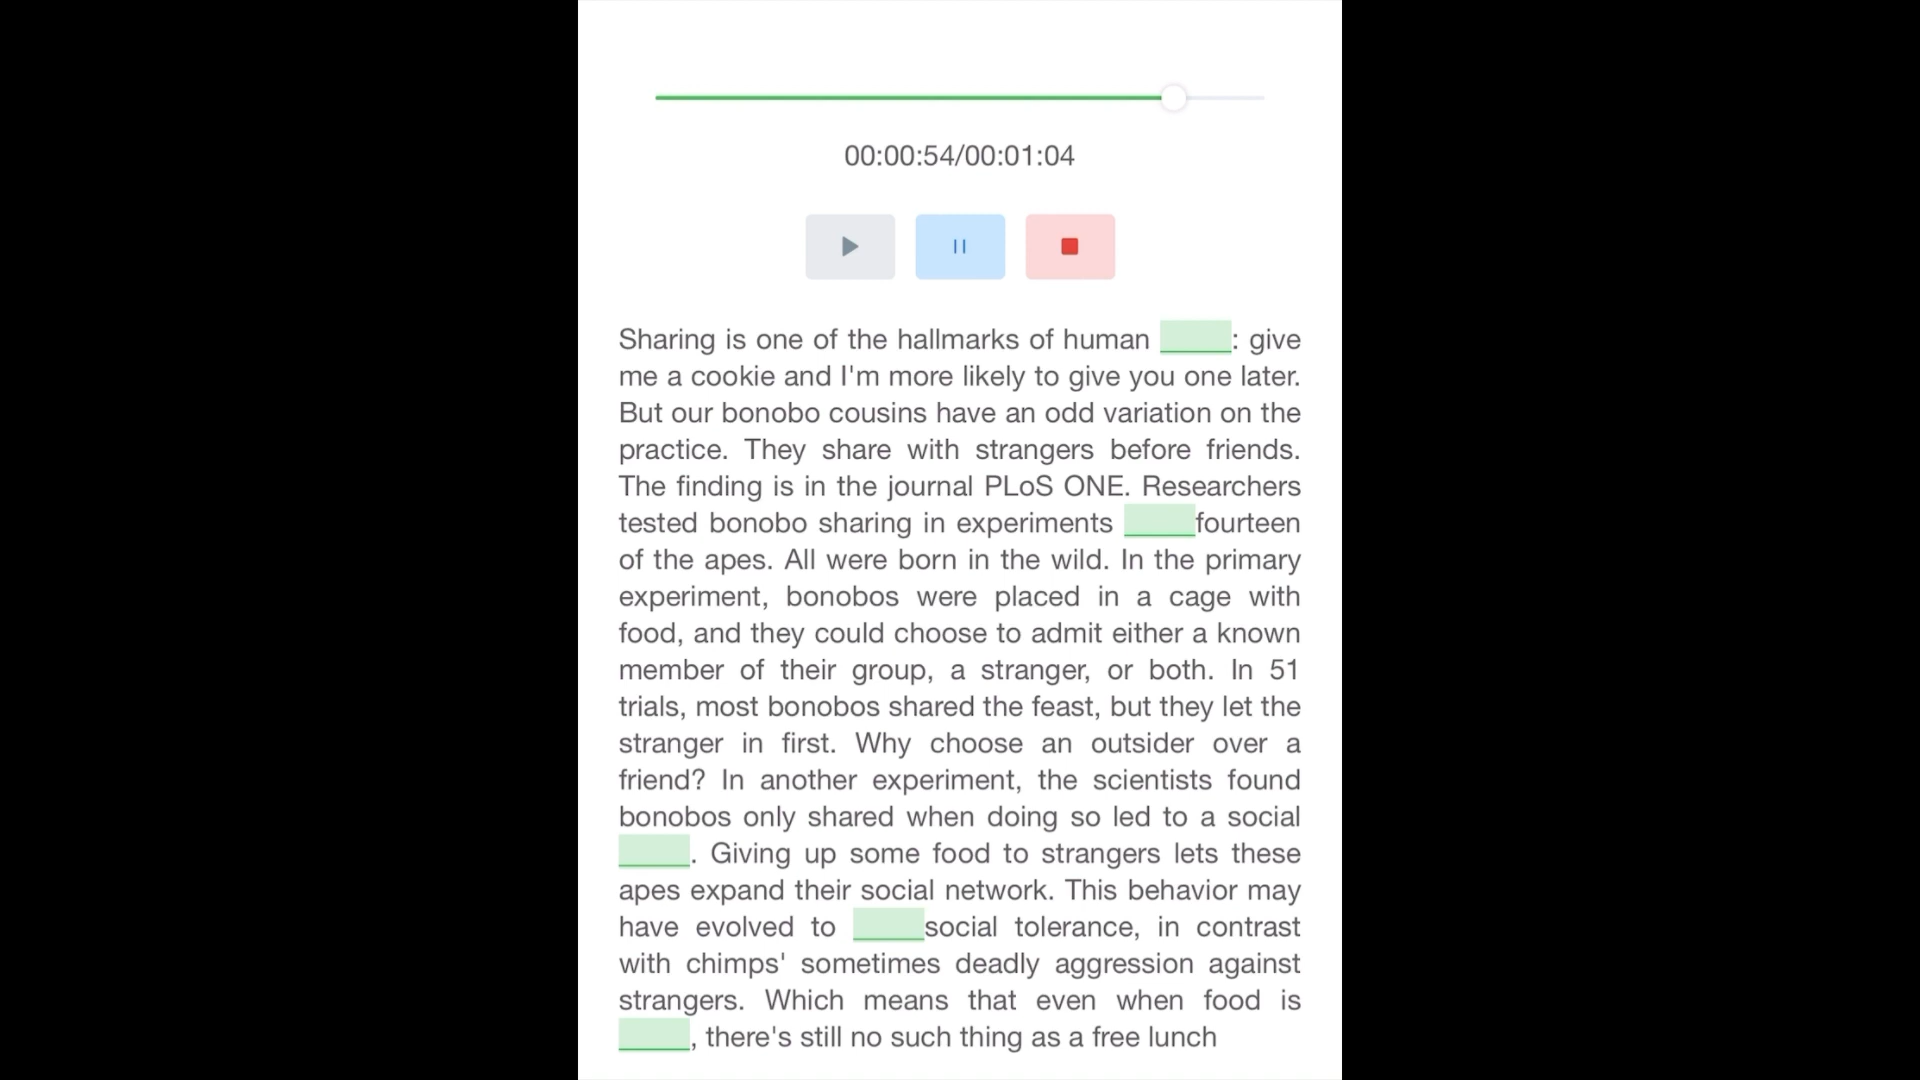 00:00:54/00:01:04
Sharing is one of the hallmarks of human _____: give
me a cookie and I'm more likely to give you one later.
But our bonobo cousins have an odd variation on the
practice. They share with strangers before friends.
The finding is in the journal PLoS ONE. Researchers
tested bonobo sharing in experiments _____fourteen
of the apes. All were born in the wild. In the primary
experiment, bonobos were placed in a cage with
food, and they could choose to admit either a known
member of their group, a stranger, or both. In 51
trials, most bonobos shared the feast, but they let the
stranger in first. Why choose an outsider over a
friend? In another experiment, the scientists found
bonobos only shared when doing so led to a social
_____. Giving up some food to strangers lets these
apes expand their social network. This behavior may
have evolved to _____social tolerance, in contrast
with chimps' sometimes deadly aggression against
strangers. Which means that even when food is
_____, there's still no such thing as a free lunch